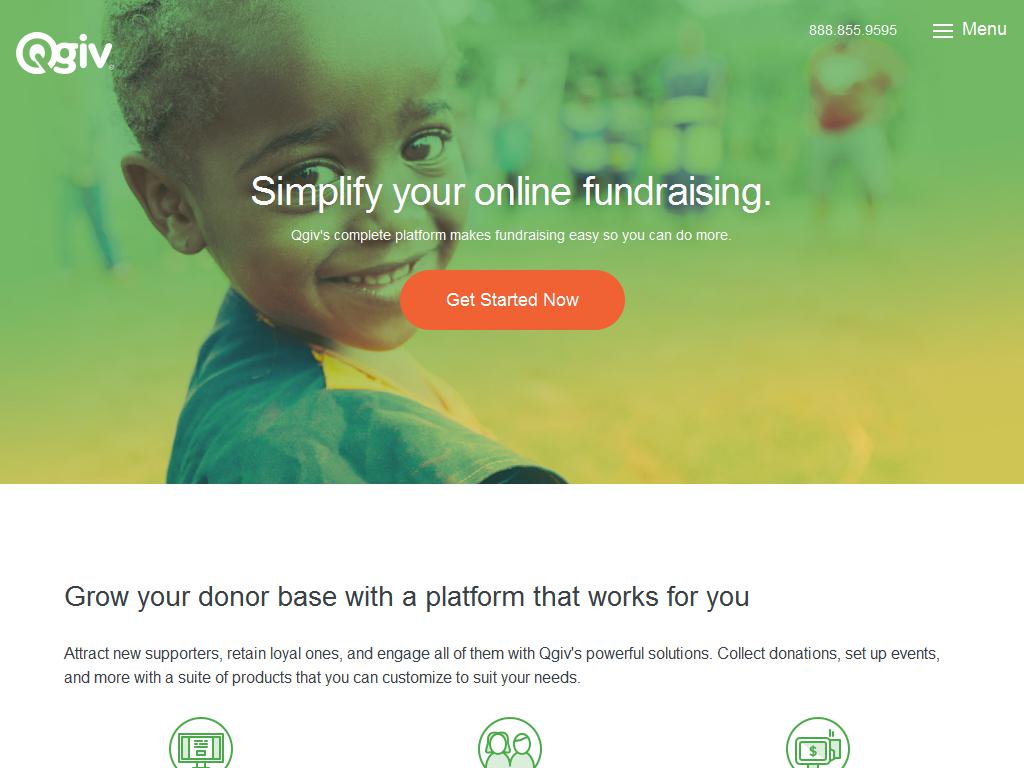 Qgiv
888.855.9595
Menu
Simplify your online fundraising.
Qgiv's complete platform makes fundraising easy so you can do more.
Get Started Now
Grow your donor base with a platform that works for you
Attract new supporters, retain loyal ones, and engage all of them with Qgiv's powerful solutions. Collect donations, set up events,
and more with a suite of products that you can customize to suit your needs.
$